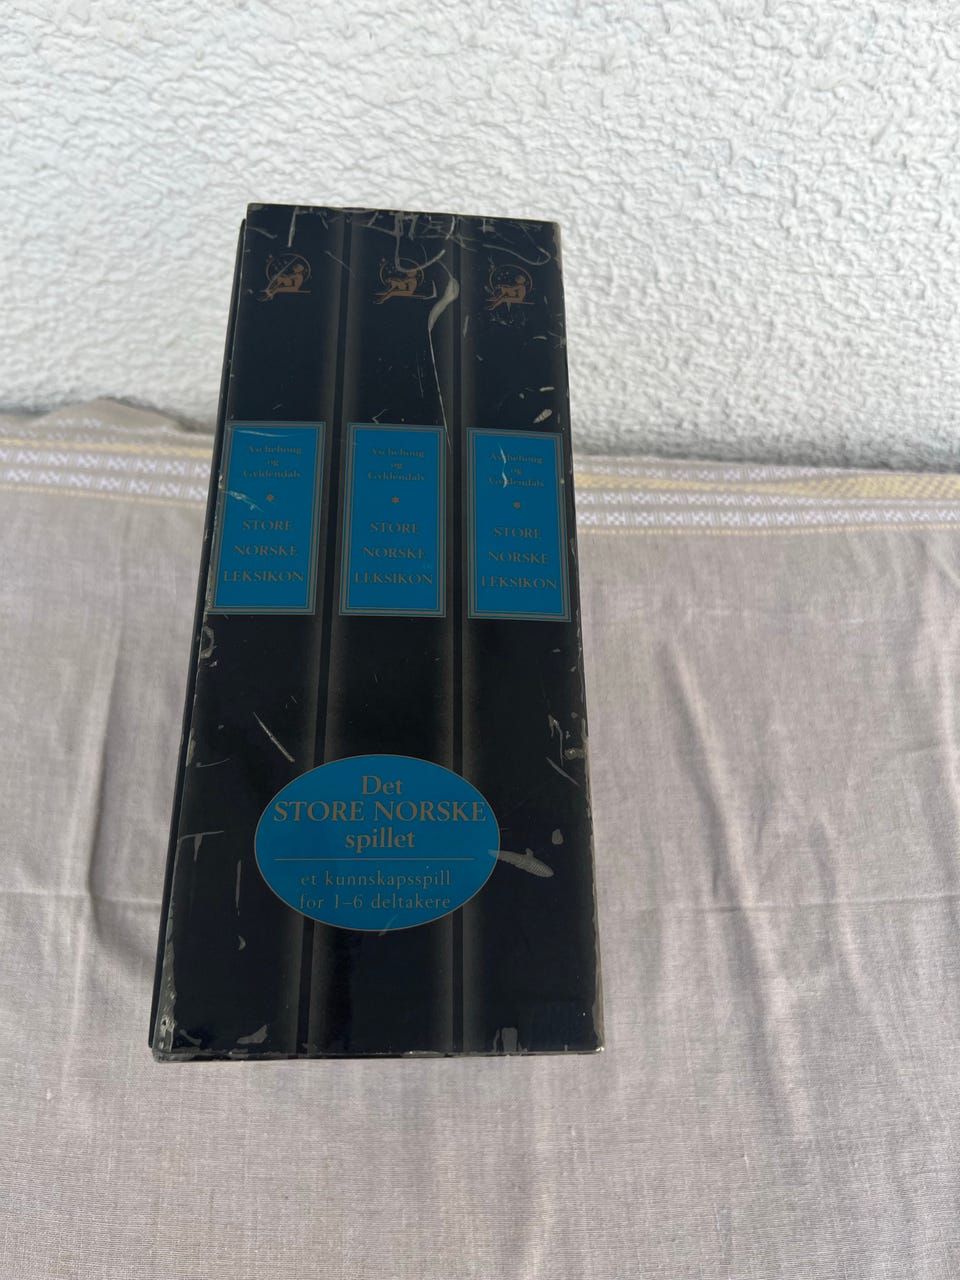 Aschehoug
og
Gyldendals
STORE
NORSKE
LEKSIKON
Aschehoug
og
Gyldendals
STORE
NORSKE
LEKSIKON
Aschehoug
og
Gyldendals
STORE
NORSKE
LEKSIKON
Det
STORE NORSKE
spillet
et kunnskapsspill
for 1–6 deltakere